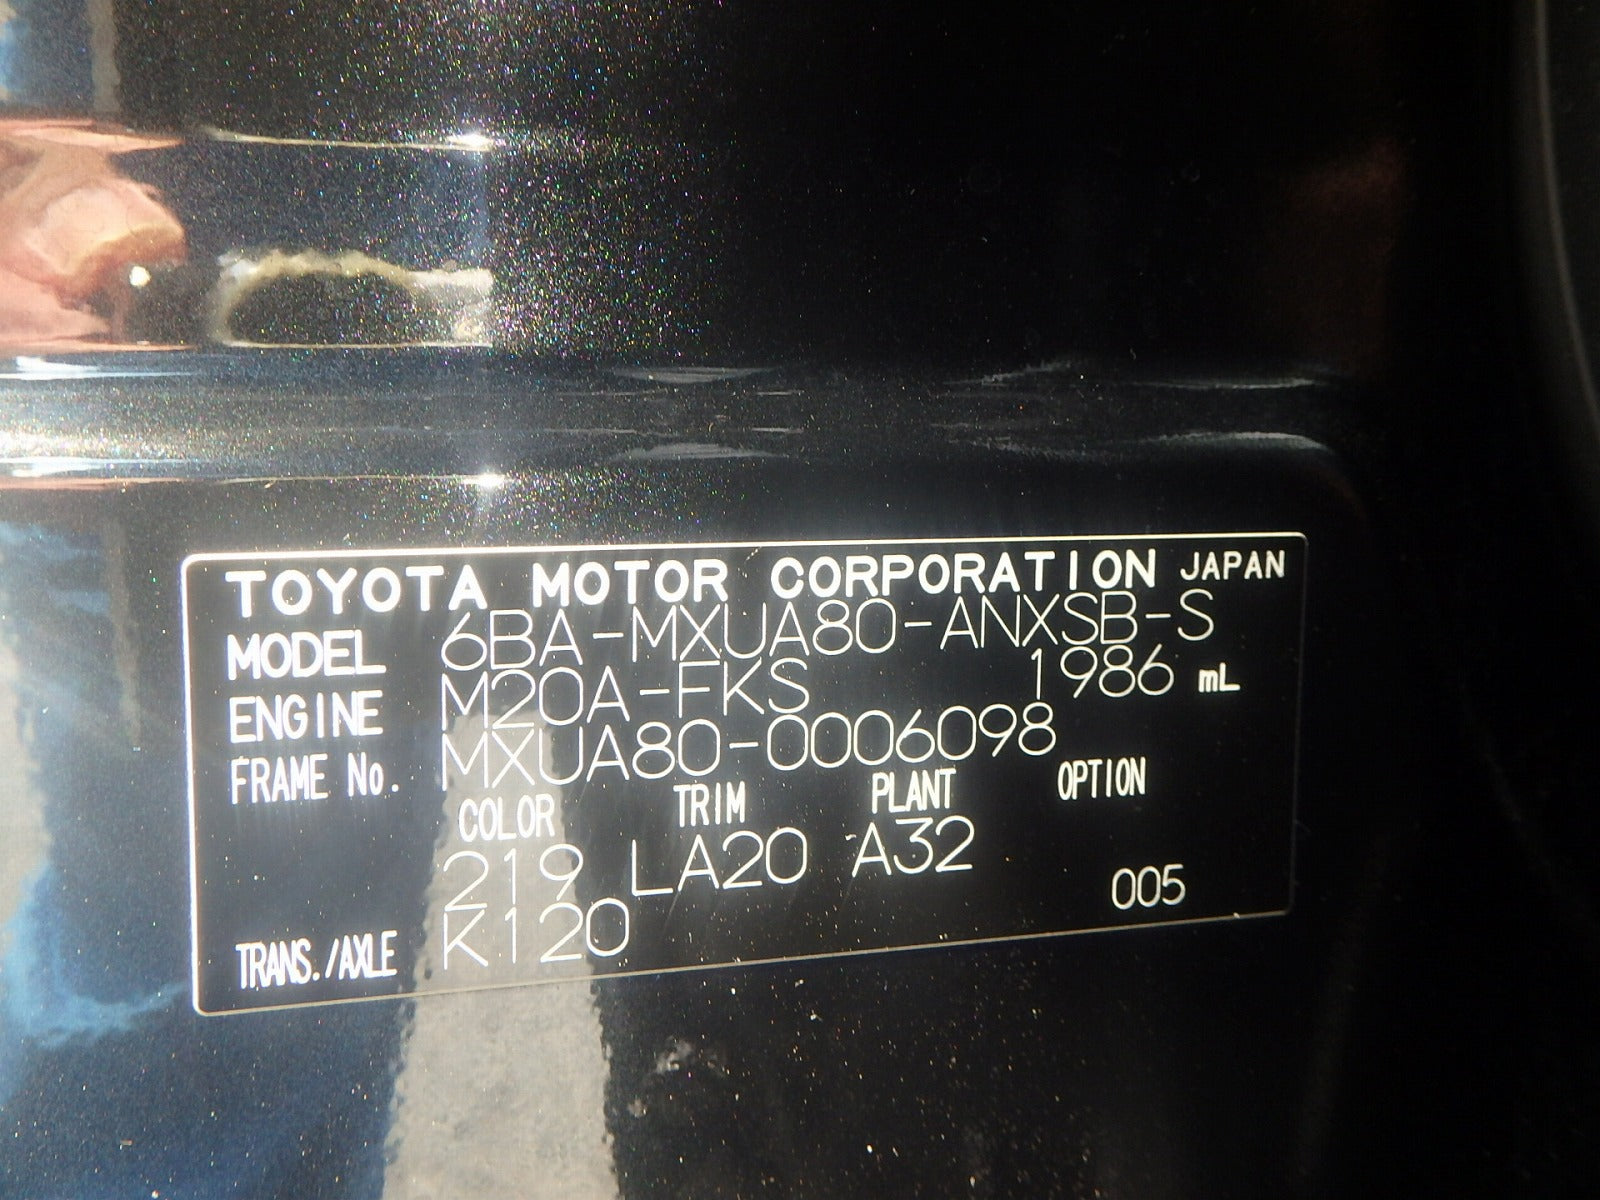 TOYOTA MOTOR CORPORATION JAPAN
MODEL 6BA-MXUA80-ANXSB-S
ENGINE M20A-FKS 1986 mL
FRAME No. MXUA80-0006098
COLOR TRIM PLANT OPTION
219 LA20 A32
005
TRANS./AXLE K120